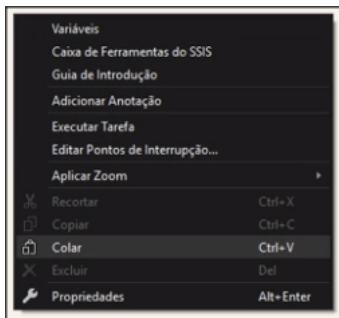 Variáveis
Caixa de Ferramentas do SSIS
Guia de Introdução
Adicionar Anotação
Executar Tarefa
Editar Pontos de Interrupção...
Aplicar Zoom
Recortar Ctrl+X
Copiar Ctrl+C
Colar Ctrl+V
Excluir Del
Propriedades Alt+Enter